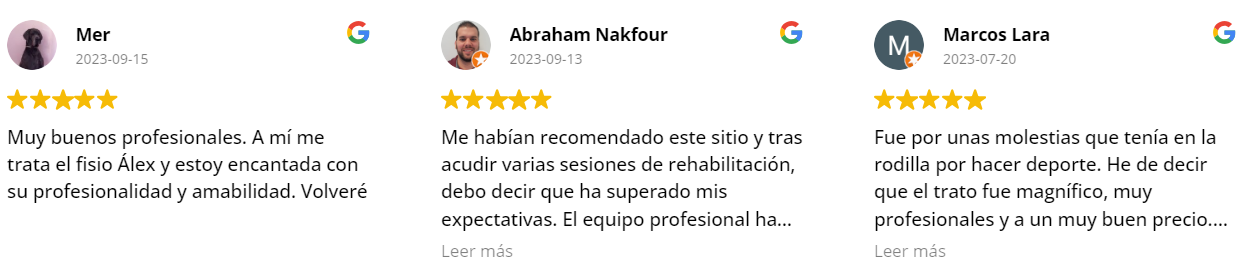 Mer
2023-09-15
Muy buenos profesionales. A mí me
trata el fisio Álex y estoy encantada con
su profesionalidad y amabilidad. Volveré
Abraham Nakfour
2023-09-13
Me habían recomendado este sitio y tras
acudir varias sesiones de rehabilitación,
debo decir que ha superado mis
expectativas. El equipo profesional ha...
Leer más
M
Marcos Lara
2023-07-20
Fue por unas molestias que tenía en la
rodilla por hacer deporte. He de decir
que el trato fue magnífico, muy
profesionales y a un muy buen precio....
Leer más